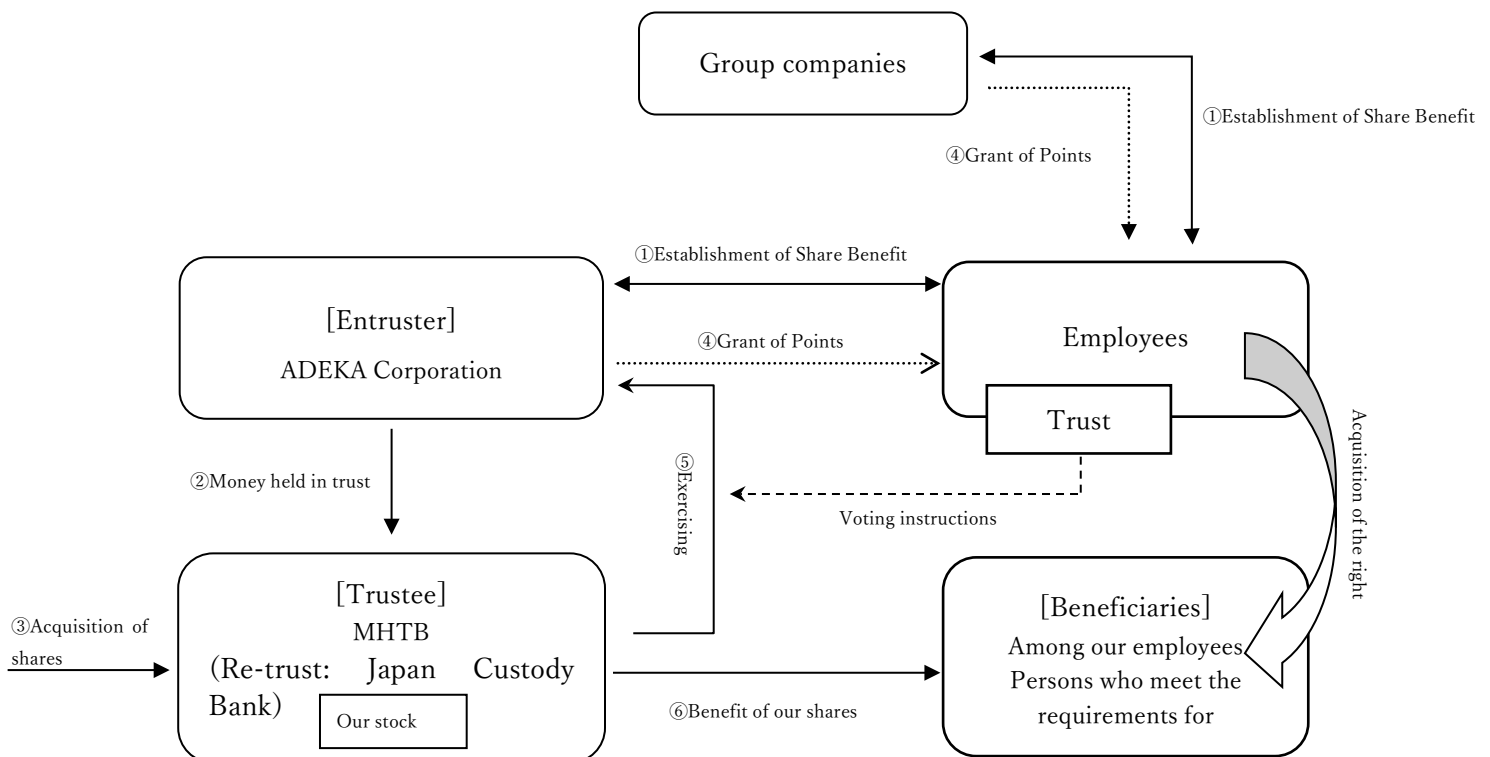 Group companies
①Establishment of Share Benefit
④Grant of Points
①Establishment of Share Benefit
[Entruster]
ADEKA Corporation
④Grant of Points
Employees
Trust
Acquisition of the right
②Money held in trust
⑤Exercising
Voting instructions
[Trustee]
MHTB
(Re-trust: Japan Custody
Bank)
Our stock
③Acquisition of
shares
⑥Benefit of our shares
[Beneficiaries]
Among our employees,
Persons who meet the
requirements for